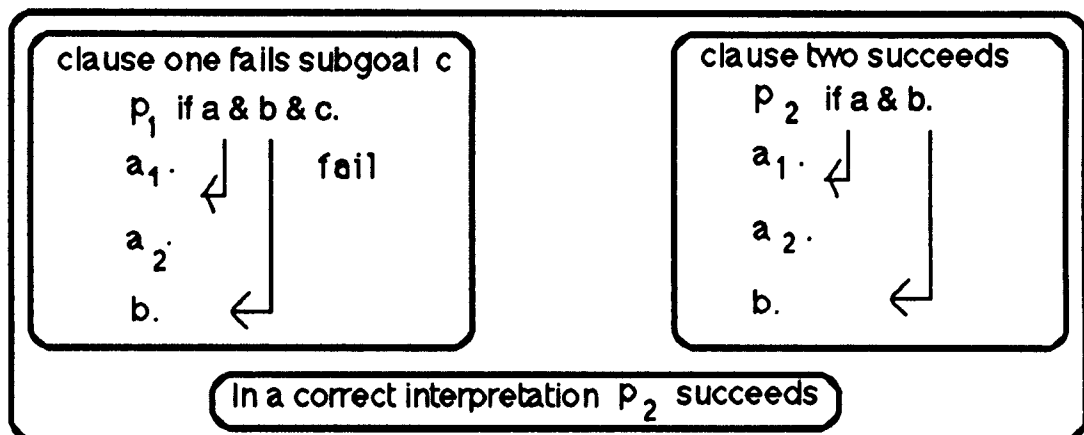 clause one fails subgoal c
p₁ if a & b & c.
a₁.
fail
a₂.
b.
clause two succeeds
p₂ if a & b.
a₁.
a₂.
b.
In a correct interpretation p₂ succeeds